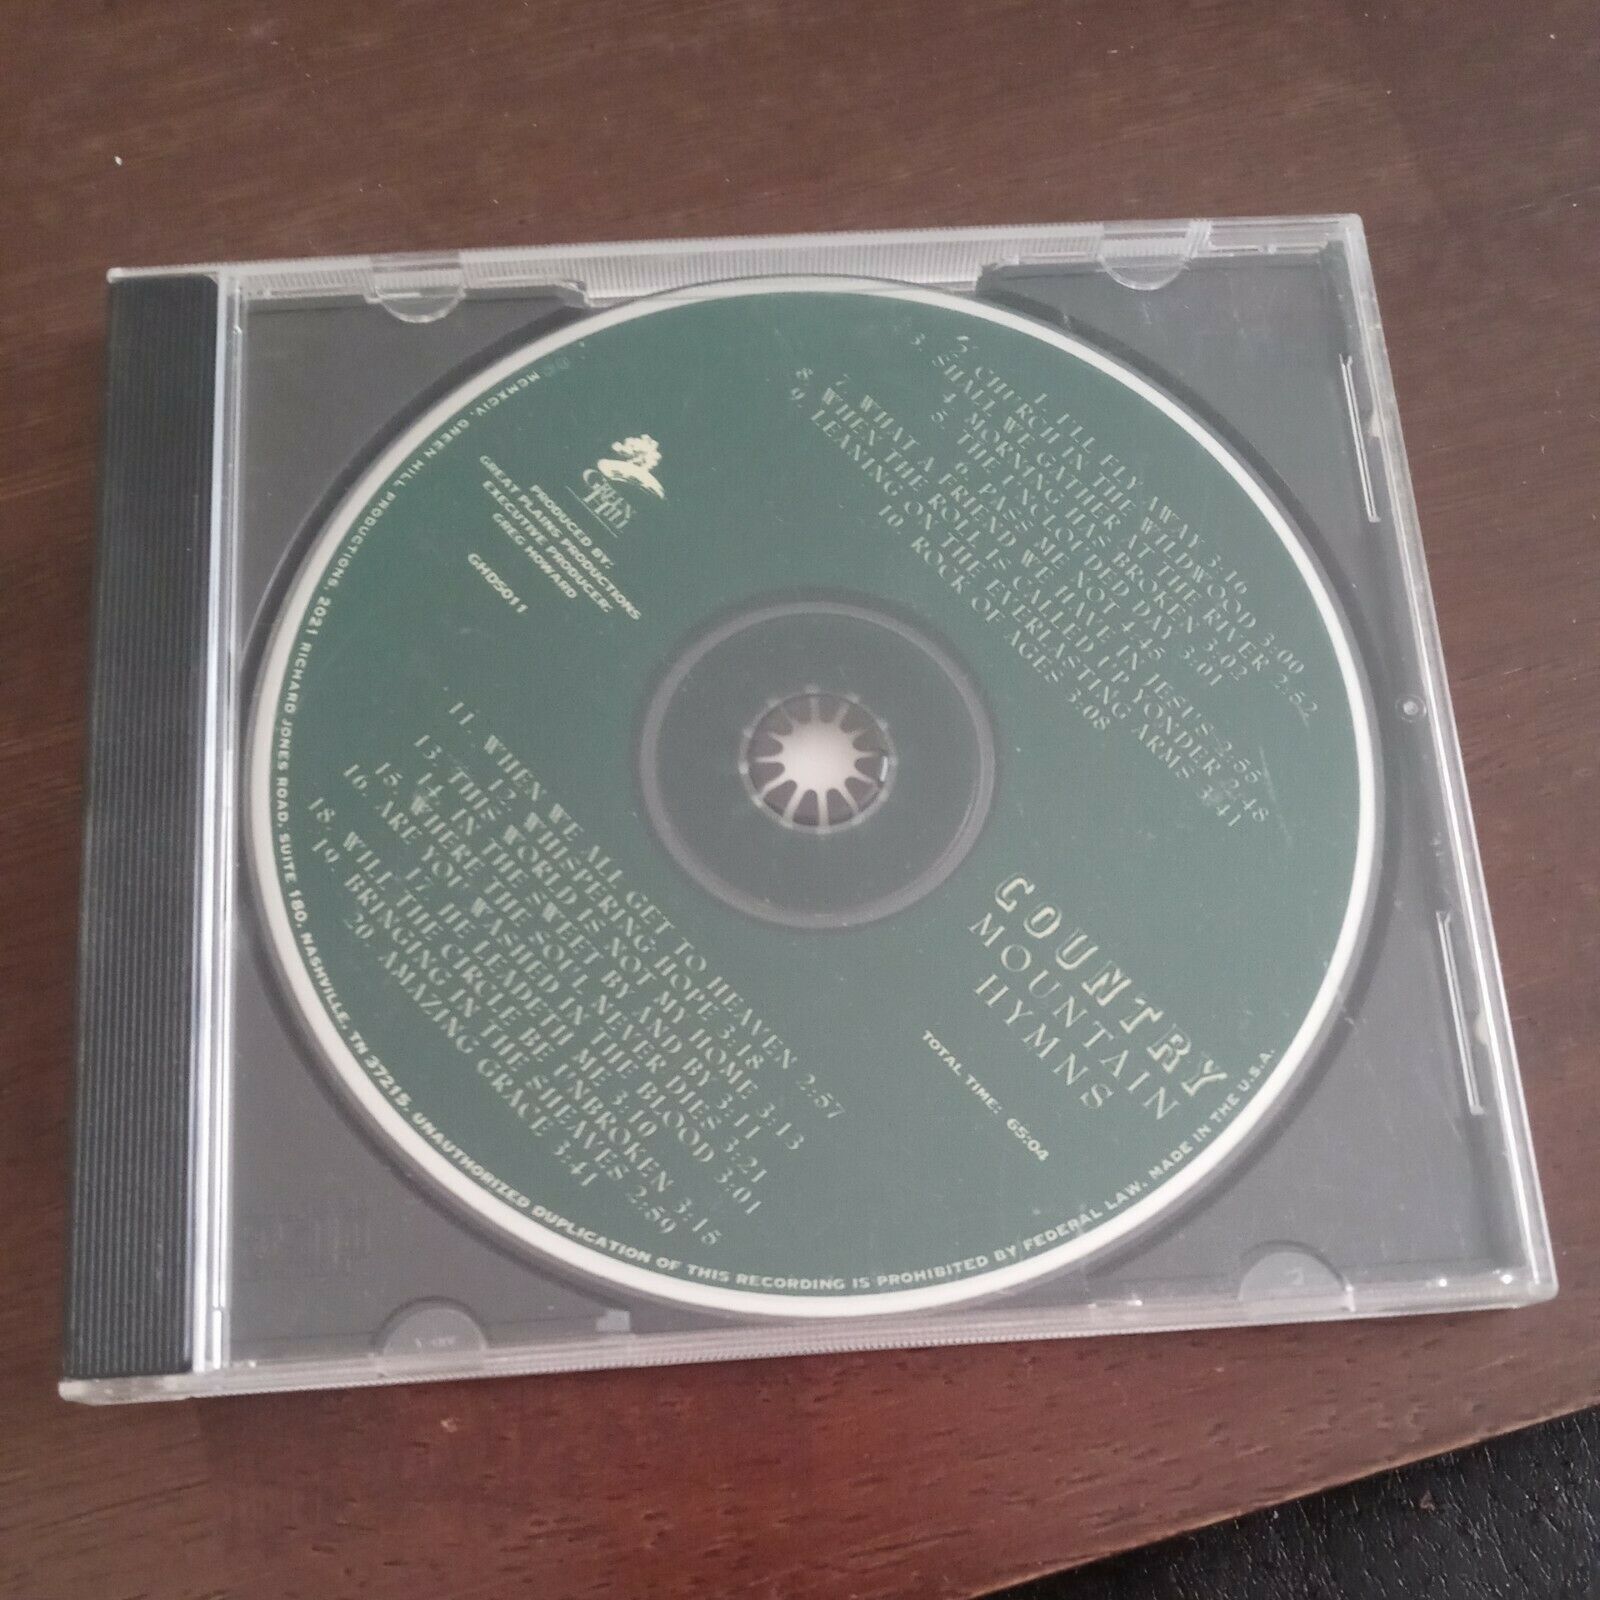 1. I'LL FLY AWAY 3:16
2. CHURCH IN THE WILDWOOD 3:00
3. SHALL WE GATHER AT THE RIVER 2:52
4. MORNING HAS BROKEN 3:02
5. THE UNCLOUDED DAY 3:01
6. PASS ME NOT 4:45
7. WHAT A FRIEND WE HAVE IN JESUS 2:55
8. WHEN THE ROLL IS CALLED UP YONDER 2:48
9. LEANING ON THE EVERLASTING ARMS 3:41
10. ROCK OF AGES 3:08
GREEN
HILL
PRODUCED BY:
GREAT PLAINS PRODUCTIONS
EXECUTIVE PRODUCER:
GREG HOWARD
GHD5011
COUNTRY
MOUNTAIN
HYMNS
TOTAL TIME: 65:04
11. WHEN WE ALL GET TO HEAVEN 2:57
12. WHISPERING HOPE 3:18
13. THIS WORLD IS NOT MY HOME 3:13
14. IN THE SWEET BY AND BY 3:11
15. WHERE THE SOUL NEVER DIES 3:21
16. ARE YOU WASHED IN THE BLOOD 3:01
17. HE LEADETH ME 3:10
18. WILL THE CIRCLE BE UNBROKEN 3:15
19. BRINGING IN THE SHEAVES 2:59
20. AMAZING GRACE 3:41
MCMXCIV, GREEN HILL PRODUCTIONS, 2021 RICHARD JONES ROAD, SUITE 180, NASHVILLE, TN 37215. UNAUTHORIZED DUPLICATION OF THIS RECORDING IS PROHIBITED BY FEDERAL LAW. MADE IN THE U.S.A.